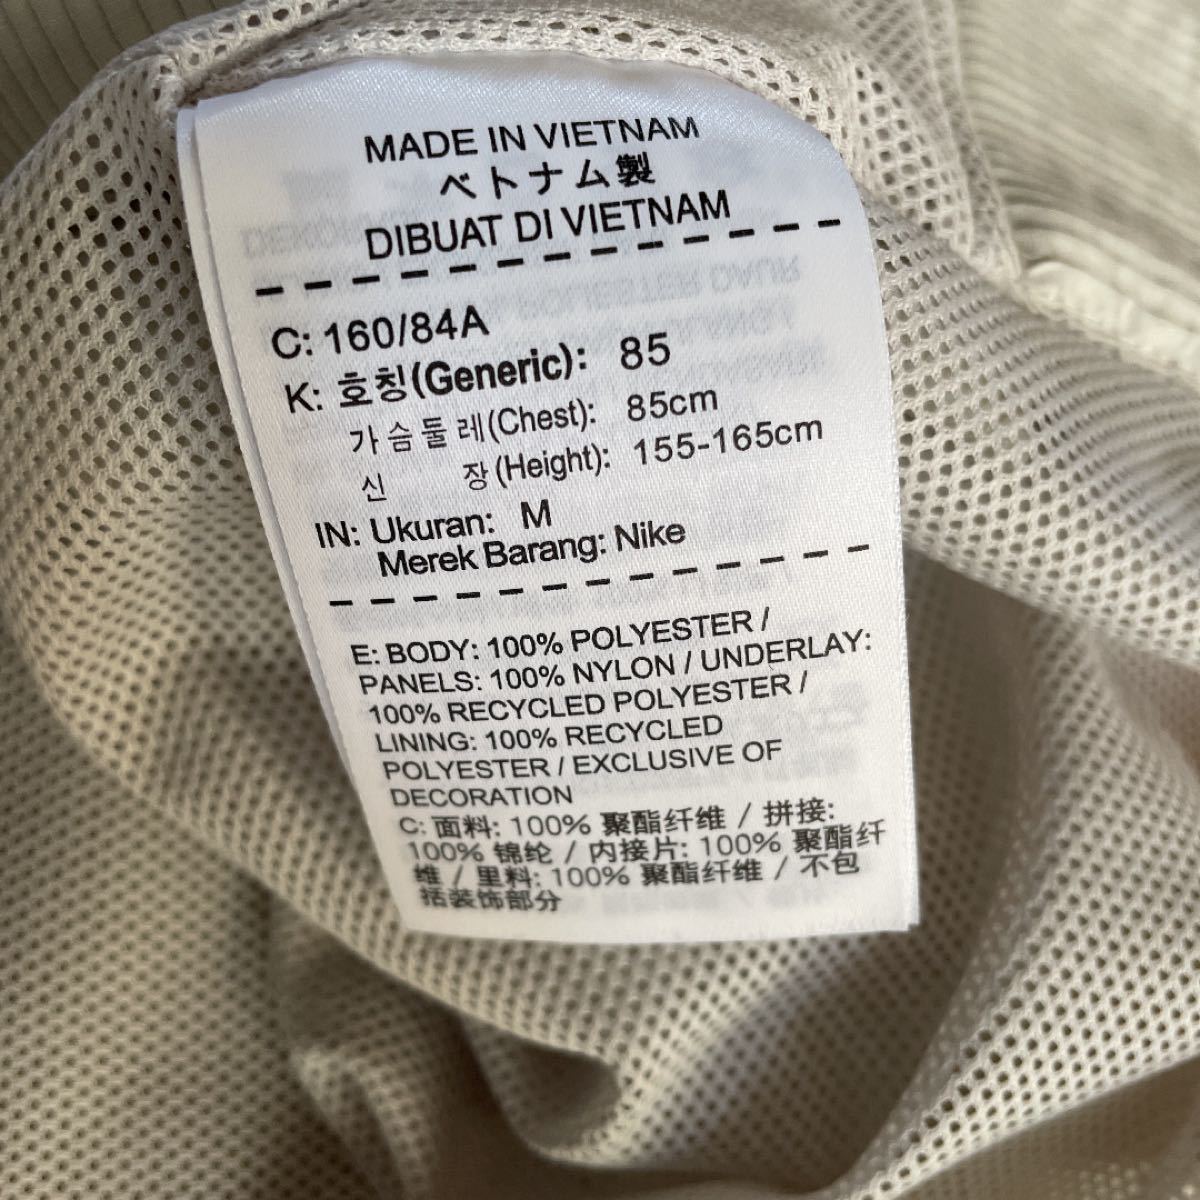 MADE IN VIETNAM
ベトナム製
DIBUAT DI VIETNAM
C: 160/84A
K: 호칭(Generic): 85
가슴둘레(Chest): 85cm
신 장(Height): 155-165cm
IN: Ukuran: M
Merek Barang: Nike
E: BODY: 100% POLYESTER /
PANELS: 100% NYLON / UNDERLAY:
100% RECYCLED POLYESTER /
LINING: 100% RECYCLED
POLYESTER / EXCLUSIVE OF
DECORATION
C: 面料: 100% 聚酯纤维 / 拼接:
100% 锦纶 / 内接片: 100% 聚酯纤
维 / 里料: 100% 聚酯纤维 / 不包
括装饰部分